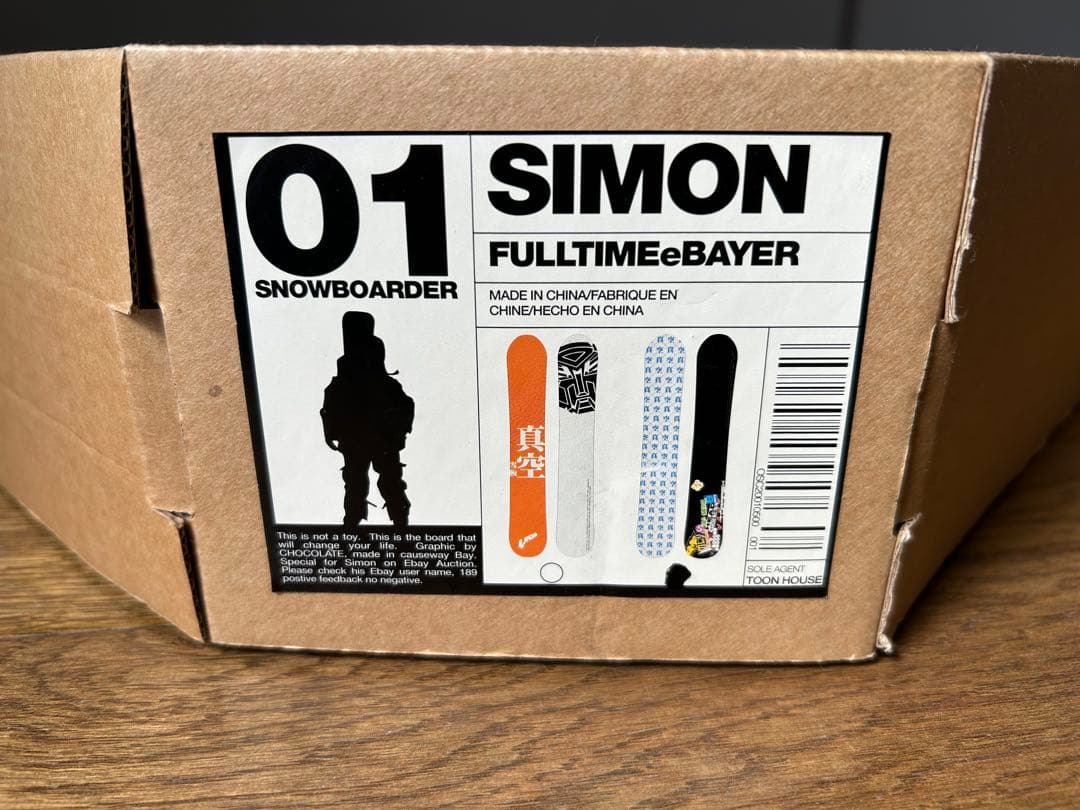 01
SNOWBOARDER
SIMON
FULLTIMEeBAYER
MADE IN CHINA/FABRIQUE EN
CHINE/HECHO EN CHINA
真空
This is not a toy. This is the board that
will change your life. Graphic by
CHOCOLATE, made in causeway Bay.
Special for Simon on Ebay Auction.
Please check his Ebay user name, 189
postive feedback no negative.
OSC20010500 001
SOLE AGENT
TOON HOUSE